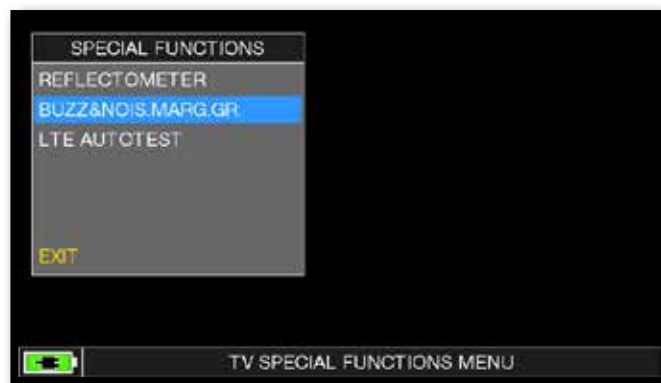 SPECIAL FUNCTIONS
REFLECTOMETER
BUZZ&NOIS.MARG.GR.
LTE AUTOTEST
EXIT
TV SPECIAL FUNCTIONS MENU